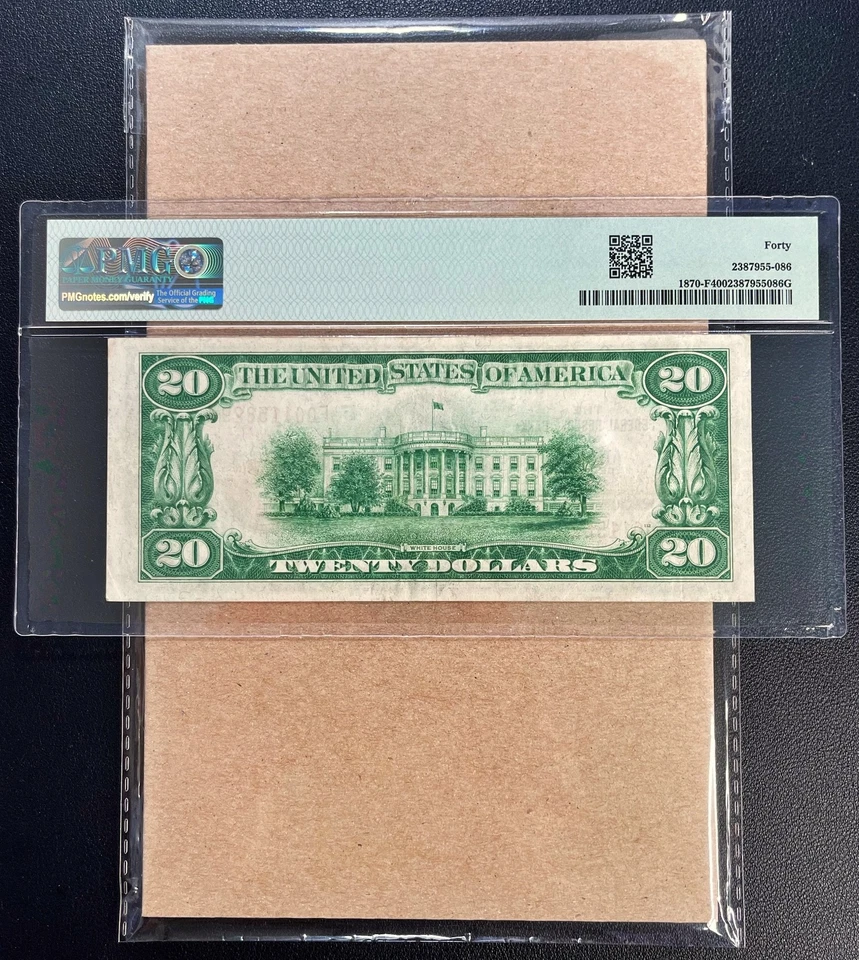 PMG
PAPER MONEY GUARANTY
PMGnotes.com/verify
The Official Grading
Service of the PNG
Forty
2387955-086
1870-F4002387955086G
20 THE UNITED STATES OF AMERICA 20
WHITE HOUSE
20 TWENTY DOLLARS 20